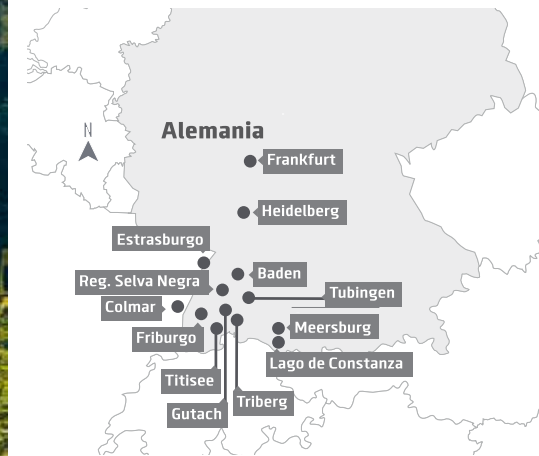 N
Alemania
Frankfurt
Heidelberg
Estrasburgo
Baden
Reg. Selva Negra
Tubingen
Colmar
Meersburg
Friburgo
Lago de Constanza
Titisee
Triberg
Gutach